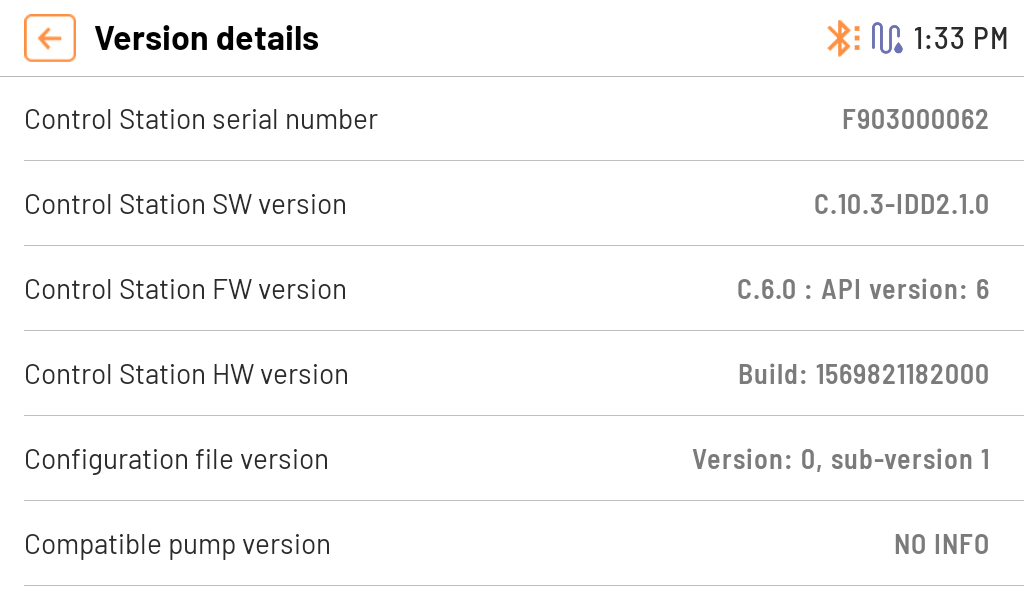 Version details
1:33 PM
Control Station serial number
F903000062
Control Station SW version
C.10.3-IDD2.1.0
Control Station FW version
C.6.0 : API version: 6
Control Station HW version
Build: 1569821182000
Configuration file version
Version: 0, sub-version 1
Compatible pump version
NO INFO